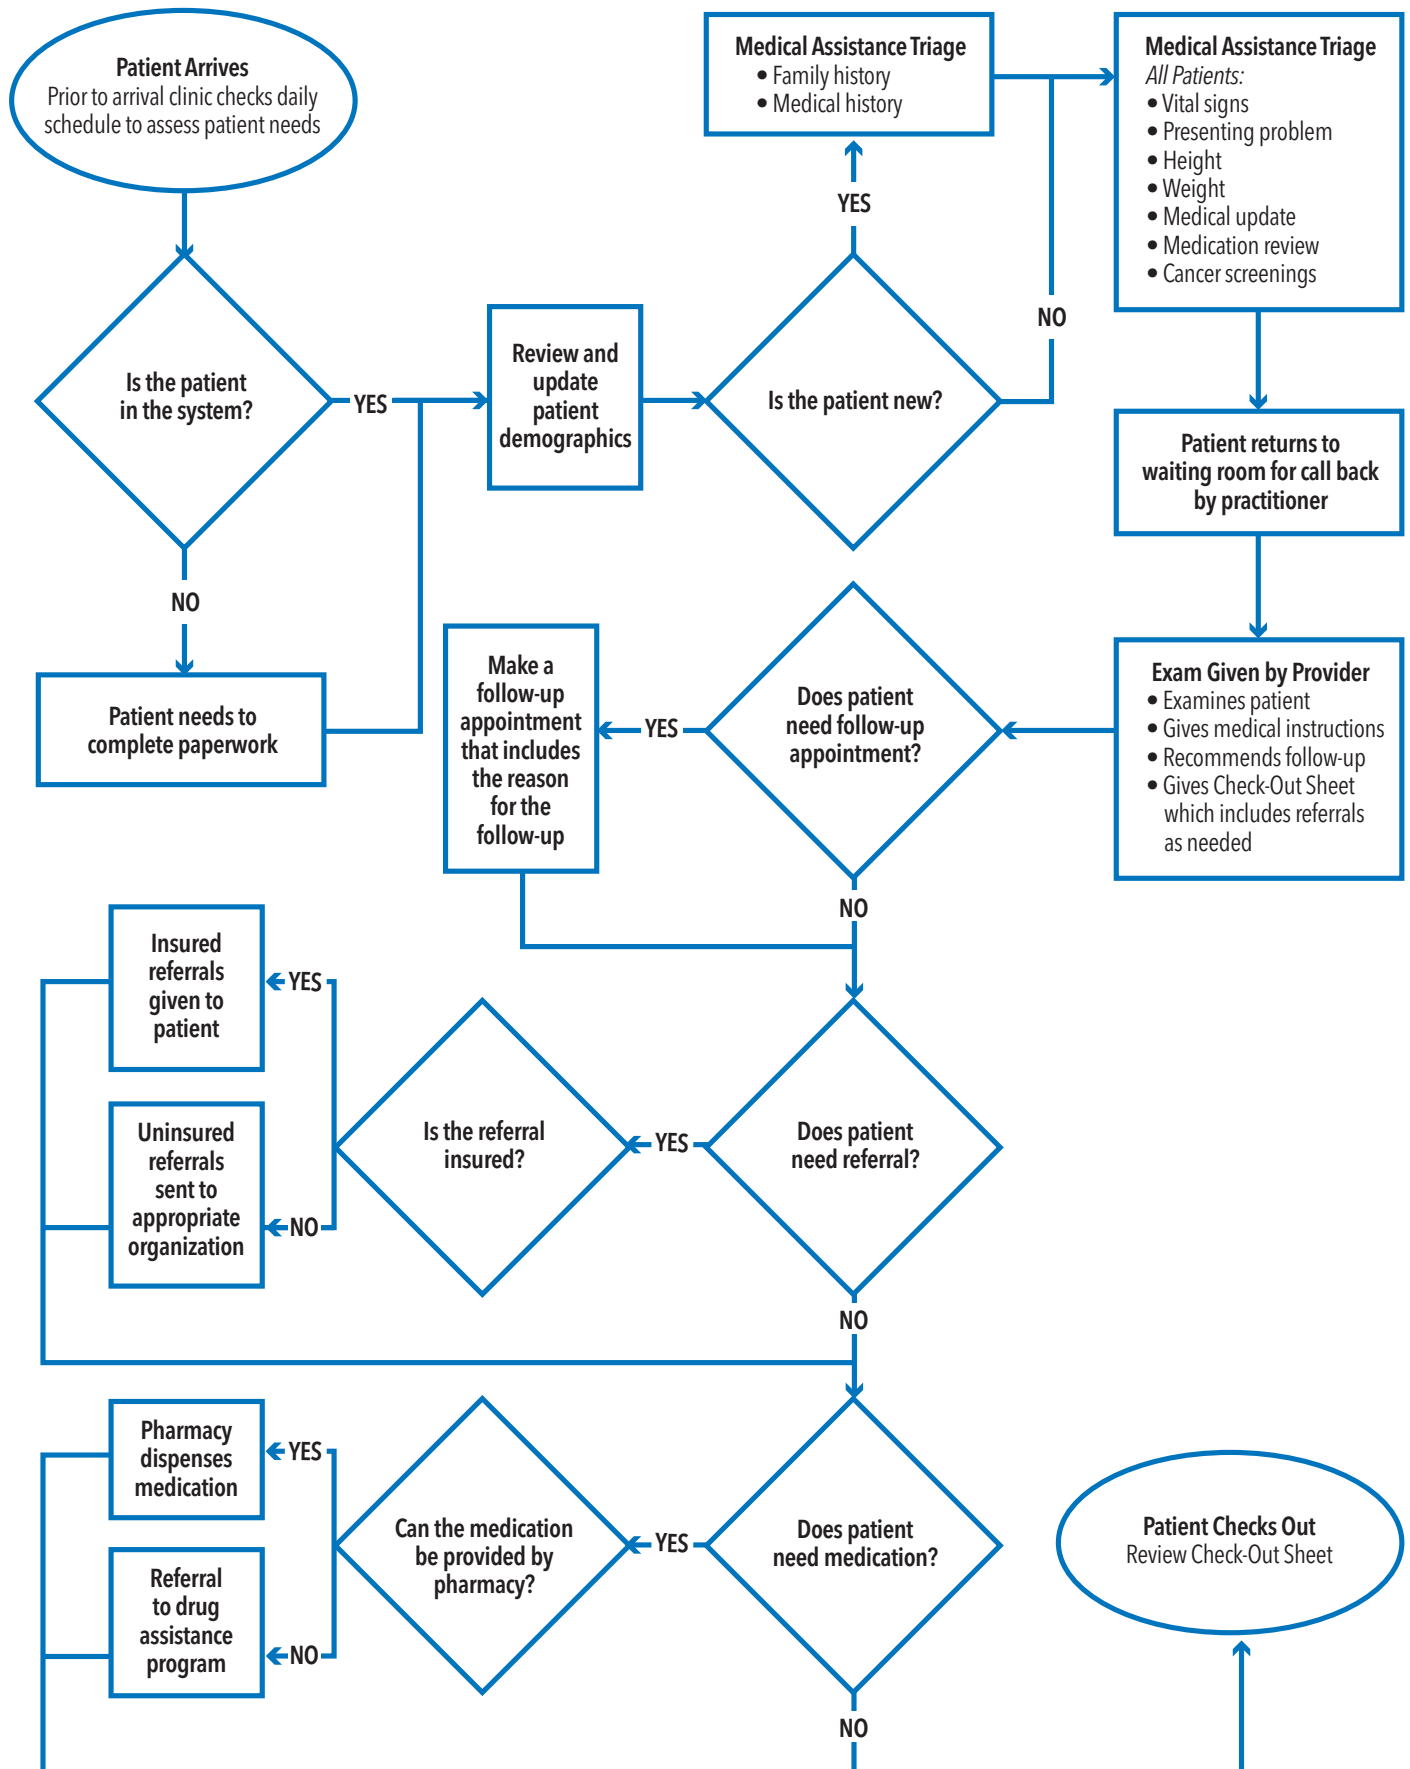 Patient Arrives
Prior to arrival clinic checks daily
schedule to assess patient needs
Is the patient
in the system?
YES
NO
Patient needs to
complete paperwork
Review and
update
patient
demographics
Is the patient new?
YES
NO
Medical Assistance Triage
• Family history
• Medical history
Medical Assistance Triage
All Patients:
• Vital signs
• Presenting problem
• Height
• Weight
• Medical update
• Medication review
• Cancer screenings
Patient returns to
waiting room for call back
by practitioner
Exam Given by Provider
• Examines patient
• Gives medical instructions
• Recommends follow-up
• Gives Check-Out Sheet
which includes referrals
as needed
Does patient
need follow-up
appointment?
YES
NO
Make a
follow-up
appointment
that includes
the reason
for the
follow-up
Does patient
need referral?
YES
NO
Is the referral
insured?
YES
NO
Insured
referrals
given to
patient
Uninsured
referrals
sent to
appropriate
organization
Does patient
need medication?
YES
NO
Can the medication
be provided by
pharmacy?
YES
NO
Pharmacy
dispenses
medication
Referral
to drug
assistance
program
Patient Checks Out
Review Check-Out Sheet